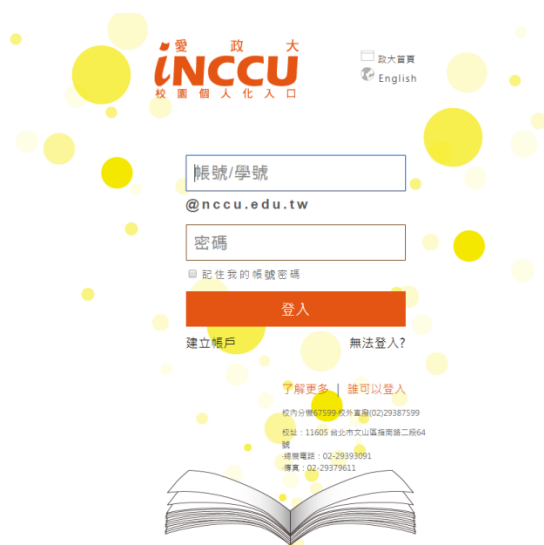 愛政大
iNCCU
校園個人化入口
政大首頁
English
帳號/學號
@nccu.edu.tw
密碼
記住我的帳號密碼
登入
建立帳戶
無法登入?
了解更多 | 誰可以登入
校內分機67599‧校外直撥(02)29387599
校址：11605 台北市文山區指南路二段64
號
‧總機電話：02-29393091
‧傳真：02-29379611